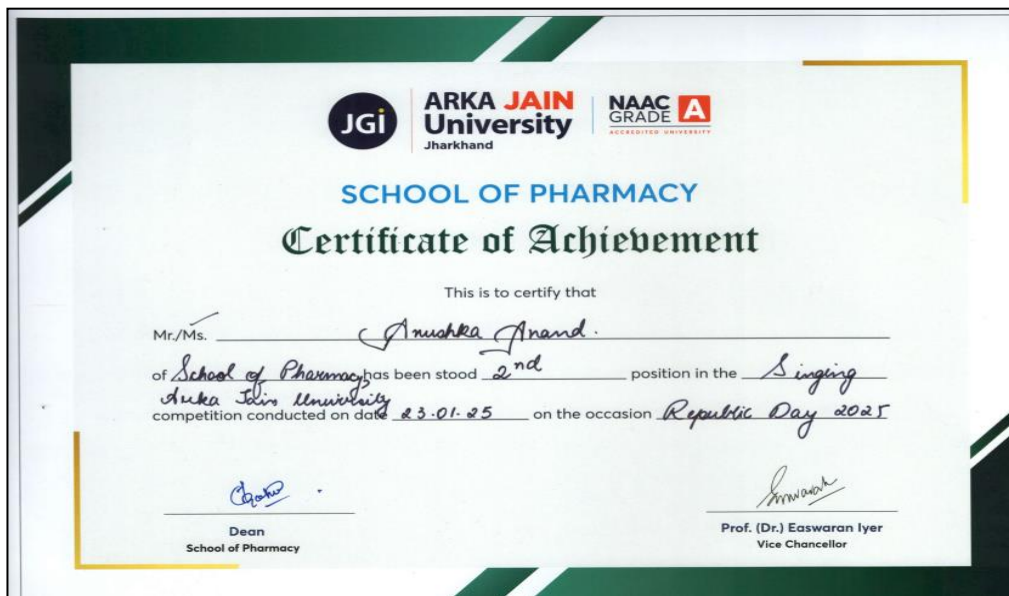 JGi
ARKA JAIN
University
Jharkhand
NAAC
GRADE A
ACCREDITED UNIVERSITY
SCHOOL OF PHARMACY
Certificate of Achievement
This is to certify that
Mr./Ms. Anushka Anand.
of School of Pharmacy, has been stood 2nd position in the Singing
Arka Jain University
competition conducted on date 23.01.25 on the occasion Republic Day 2025
Dean
School of Pharmacy
Prof. (Dr.) Easwaran Iyer
Vice Chancellor